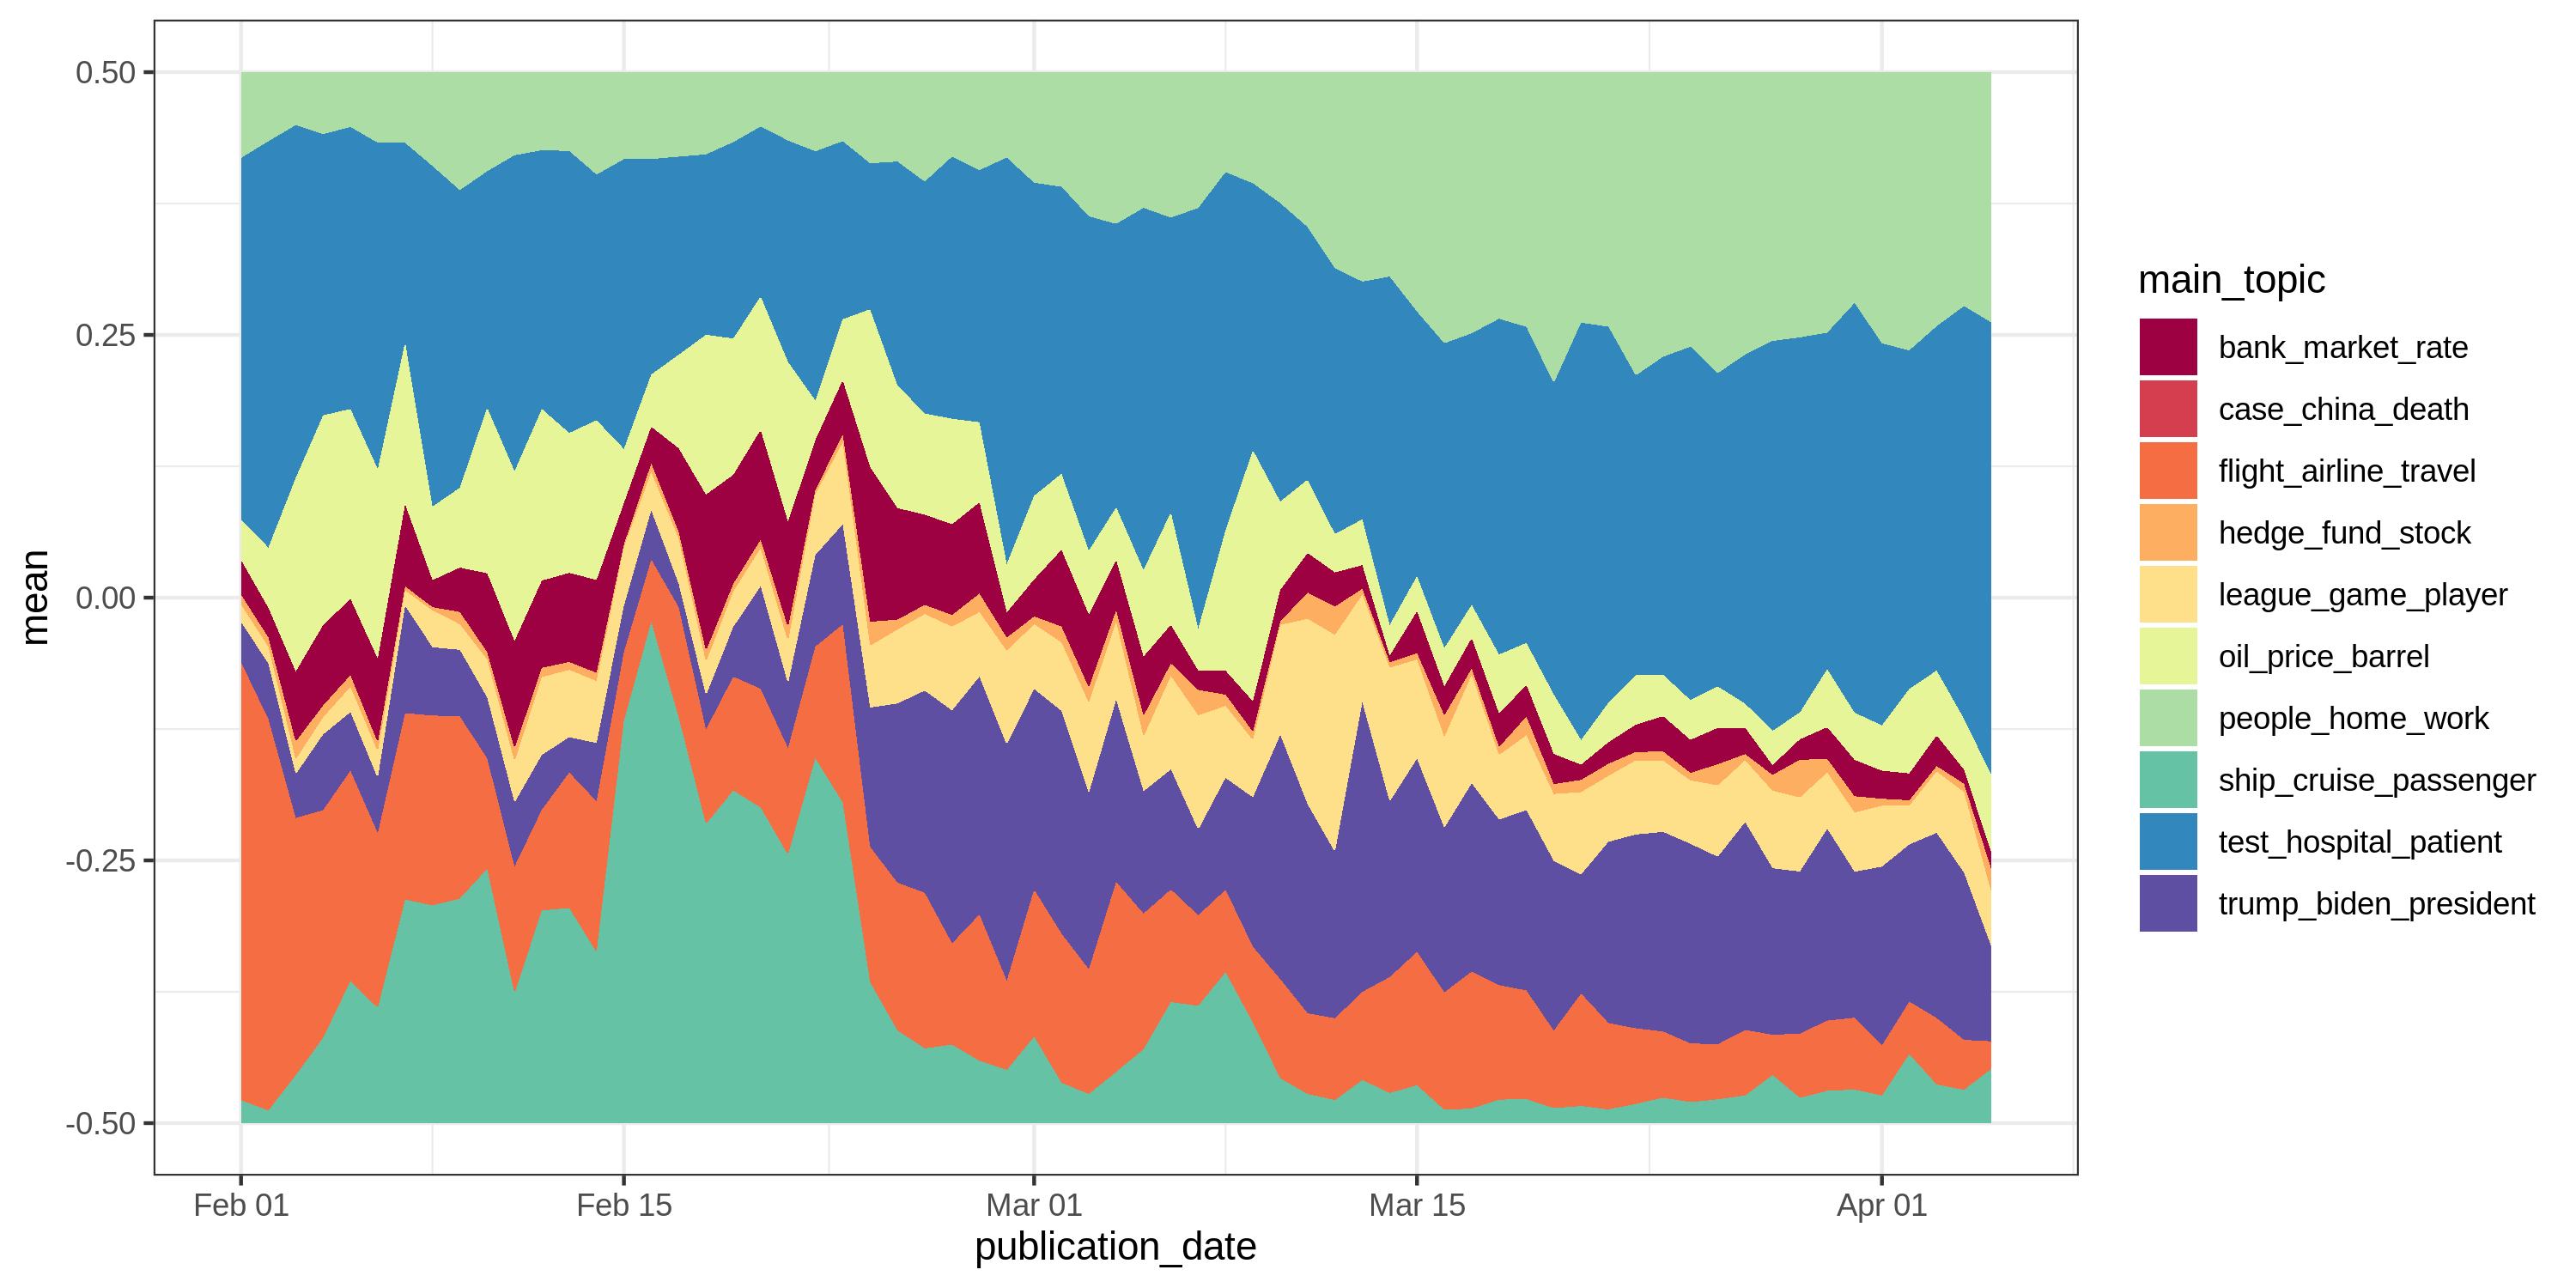 0.50
0.25
0.00
-0.25
-0.50
mean
Feb 01
Feb 15
Mar 01
Mar 15
Apr 01
publication_date
main_topic
bank_market_rate
case_china_death
flight_airline_travel
hedge_fund_stock
league_game_player
oil_price_barrel
people_home_work
ship_cruise_passenger
test_hospital_patient
trump_biden_president